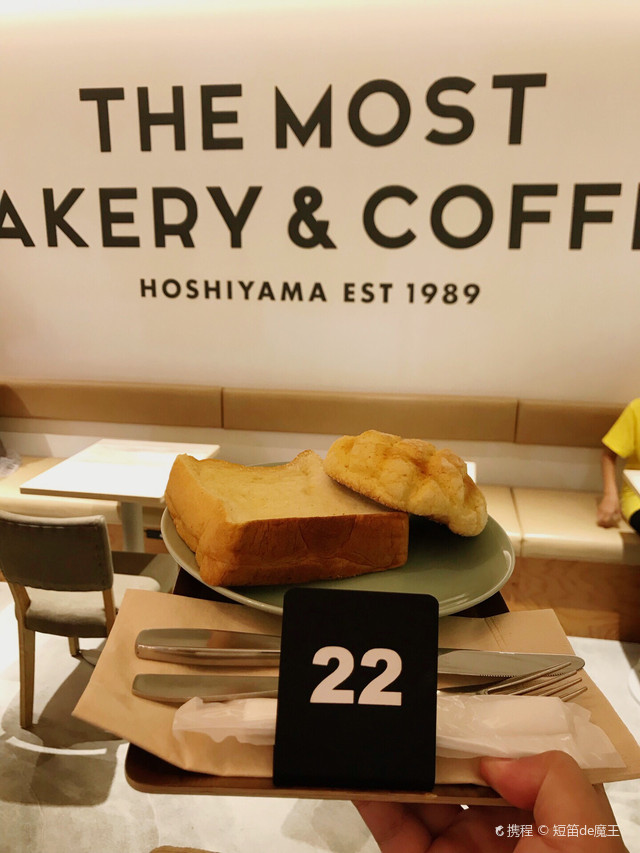 THE MOST
AKERY & COFF
HOSHIYAMA EST 1989
22
携程 © 短笛de魔王